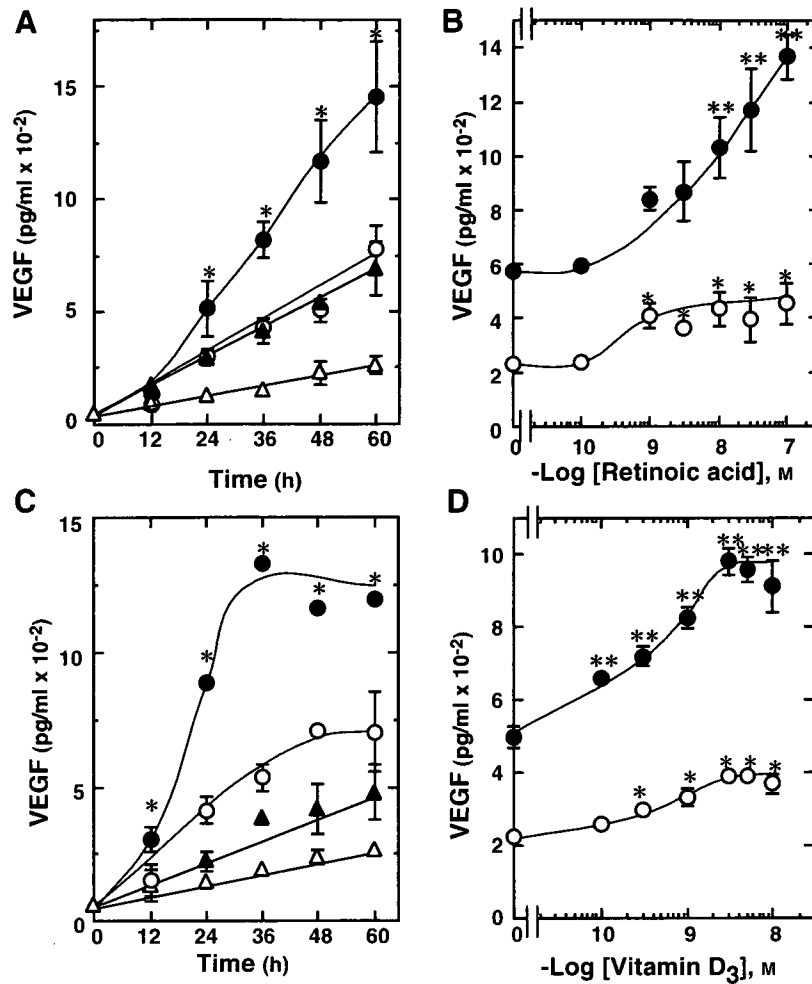 A
VEGF (pg/ml x 10-2)
15
10
5
0
* * * *
0 12 24 36 48 60
Time (h)
B
VEGF (pg/ml x 10-2)
14
12
10
8
6
4
2
0
** ** **
* * * * *
0 10 9 8 7
-Log [Retinoic acid], M
C
VEGF (pg/ml x 10-2)
15
10
5
0
* * * * *
0 12 24 36 48 60
Time (h)
D
VEGF (pg/ml x 10-2)
10
8
6
4
2
0
** ** ** ** ** **
* * * * *
0 10 9 8
-Log [Vitamin D3], M